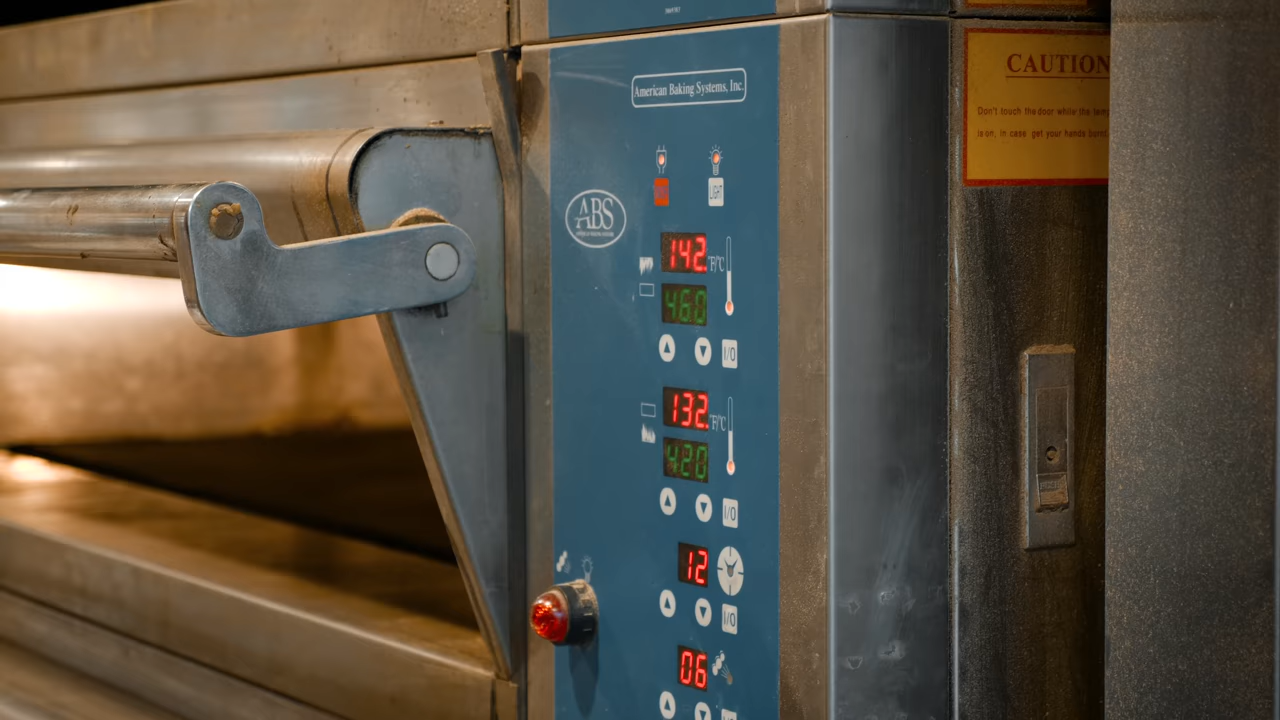 American Baking Systems, Inc.
CAUTION
Don't touch the door while the lamp
is on, in case get your hands burnt
LIGHT
ABS
142.
°F/°C
460
I/O
132.
°F/°C
420
I/O
12
I/O
06